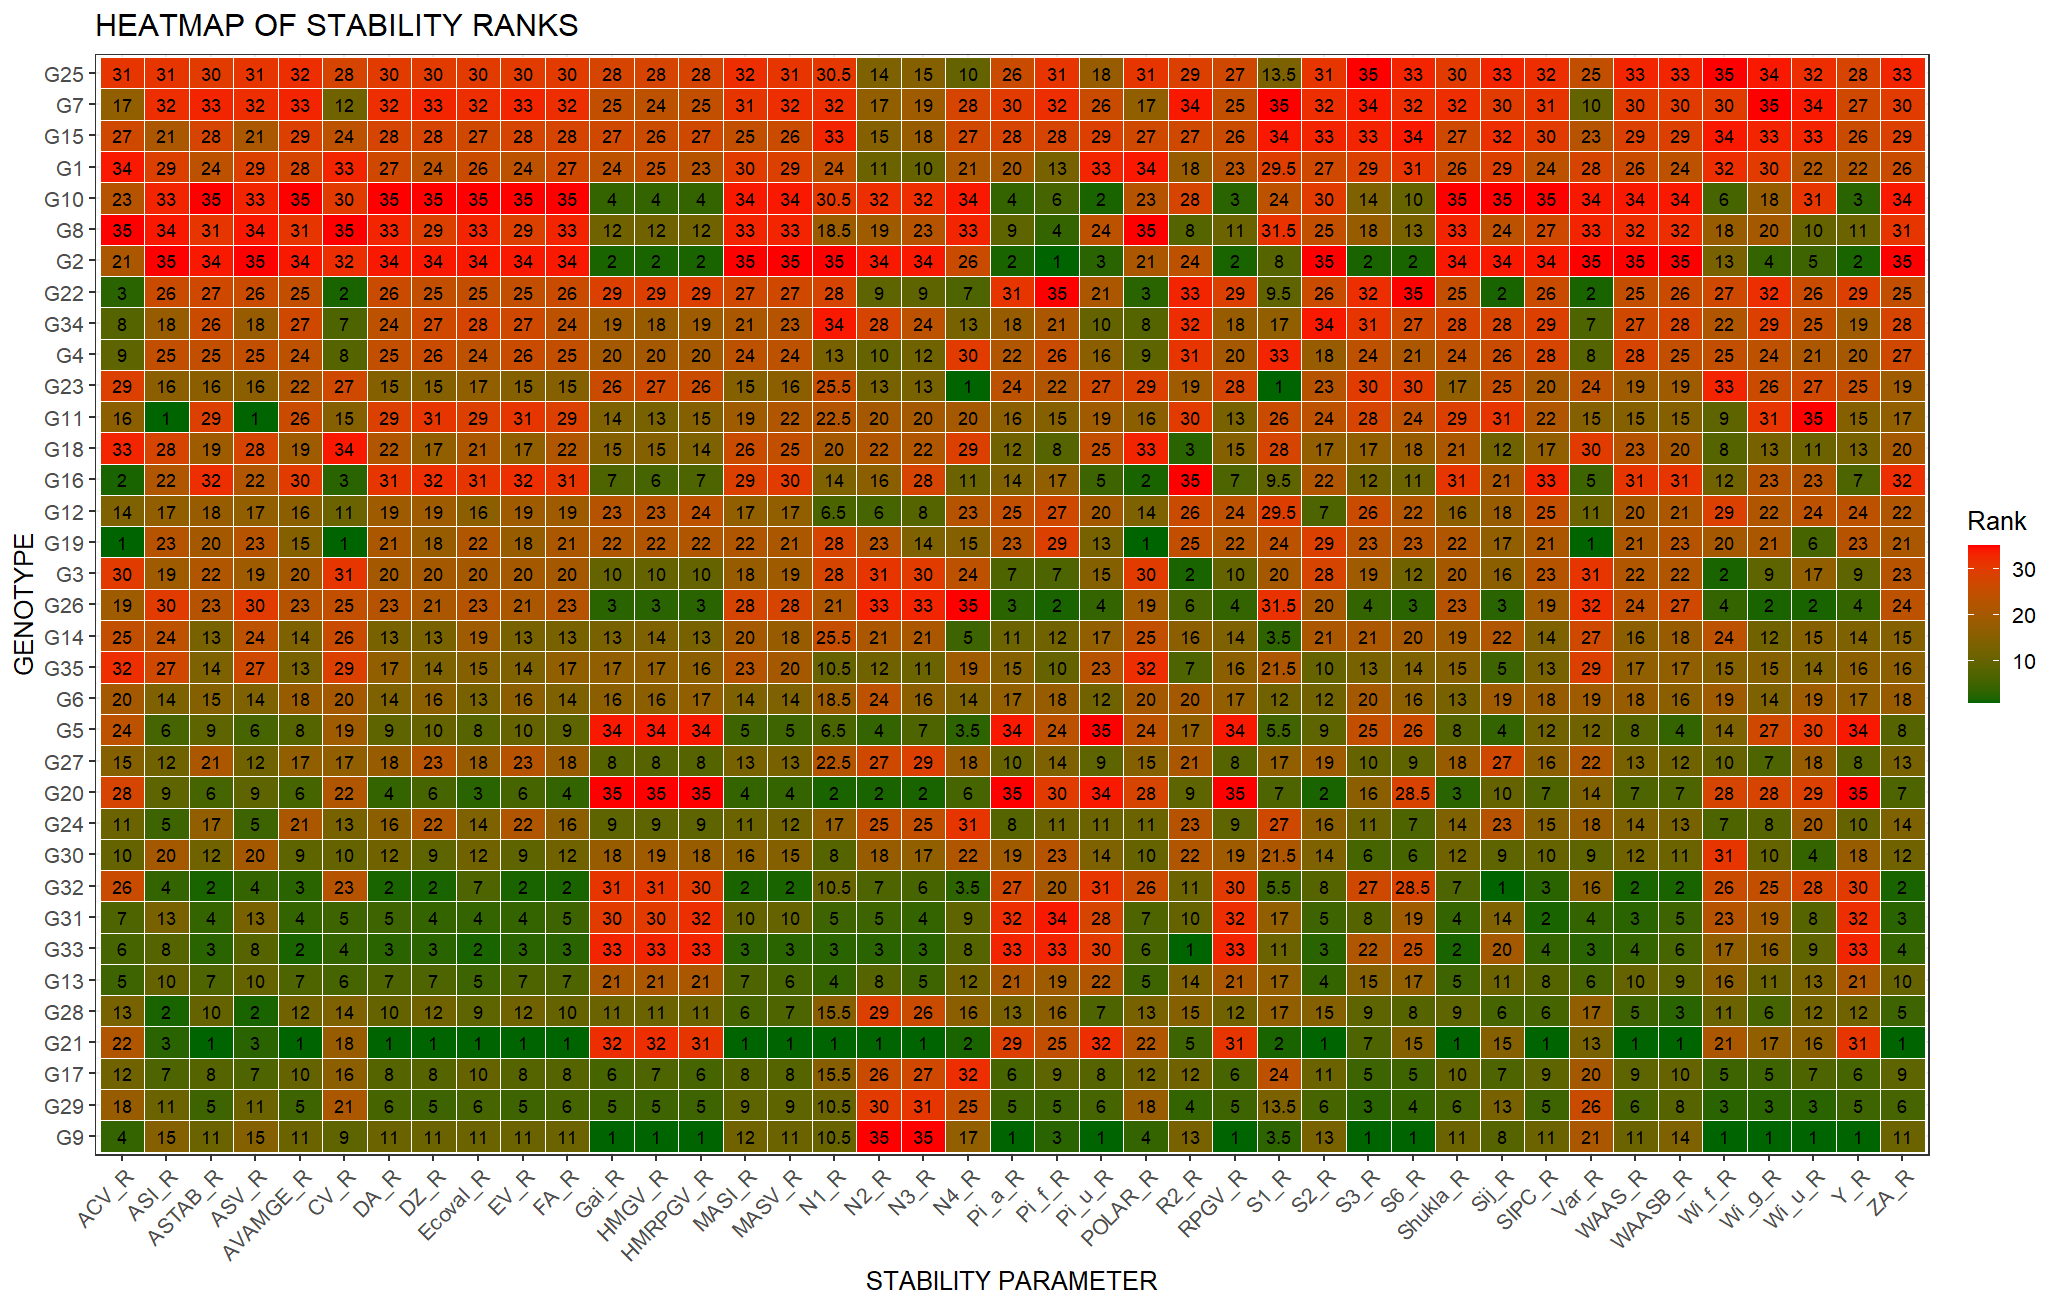 HEATMAP OF STABILITY RANKS
G25 31 31 30 31 32 28 30 30 30 30 30 28 28 28 32 31 30.5 14 15 10 26 31 18 31 29 27 13.5 31 35 33 30 33 32 25 33 33 35 34 32 28 33
G7 17 32 33 32 33 12 32 33 32 33 32 25 24 25 31 32 32 17 19 28 30 32 26 17 34 25 35 32 34 32 32 30 31 10 30 30 30 35 34 27 30
G15 27 21 28 21 29 24 28 28 27 28 28 27 26 27 25 26 33 15 18 27 28 28 29 27 27 26 34 33 33 34 27 32 30 23 29 29 34 33 33 26 29
G1 34 29 24 29 28 33 27 24 26 24 27 24 25 23 30 29 24 11 10 21 20 13 33 34 18 23 29.5 27 29 31 26 29 24 28 26 24 32 30 22 22 26
G10 23 33 35 33 35 30 35 35 35 35 35 4 4 4 34 34 30.5 32 32 34 4 6 2 23 28 3 24 30 14 10 35 35 35 34 34 34 6 18 31 3 34
G8 35 34 31 34 31 35 33 29 33 29 33 12 12 12 33 33 18.5 19 23 33 9 4 24 35 8 11 31.5 25 18 13 33 24 27 33 32 32 18 20 10 11 31
G2 21 35 34 35 34 32 34 34 34 34 34 2 2 2 35 35 35 34 34 26 2 1 3 21 24 2 8 35 2 2 34 34 34 35 35 35 13 4 5 2 35
G22 3 26 27 26 25 2 26 25 25 25 26 29 29 29 27 27 28 9 9 7 31 35 21 3 33 29 9.5 26 32 35 25 2 26 2 25 26 27 32 26 29 25
G34 8 18 26 18 27 7 24 27 28 27 24 19 18 19 21 23 34 28 24 13 18 21 10 8 32 18 17 34 31 27 28 28 29 7 27 28 22 29 25 19 28
G4 9 25 25 25 24 8 25 26 24 26 25 20 20 20 24 24 13 10 12 30 22 26 16 9 31 20 33 18 24 21 24 26 28 8 28 25 25 24 21 20 27
G23 29 16 16 16 22 27 15 15 17 15 15 26 27 26 15 16 25.5 13 13 1 24 22 27 29 19 28 1 23 30 30 17 25 20 24 19 19 33 26 27 25 19
G11 16 1 29 1 26 15 29 31 29 31 29 14 13 15 19 22 22.5 20 20 20 16 15 19 16 30 13 26 24 28 24 29 31 22 15 15 15 9 31 35 15 17
G18 33 28 19 28 19 34 22 17 21 17 22 15 15 14 26 25 20 22 22 29 12 8 25 33 3 15 28 17 17 18 21 12 17 30 23 20 8 13 11 13 20
G16 2 22 32 22 30 3 31 32 31 32 31 7 6 7 29 30 14 16 28 11 14 17 5 2 35 7 9.5 22 12 11 31 21 33 5 31 31 12 23 23 7 32
G12 14 17 18 17 16 11 19 19 16 19 19 23 23 24 17 17 6.5 6 8 23 25 27 20 14 26 24 29.5 7 26 22 16 18 25 11 20 21 29 22 24 24 22
G19 1 23 20 23 15 1 21 18 22 18 21 22 22 22 22 21 28 23 14 15 23 29 13 1 25 22 24 29 23 23 22 17 21 1 21 23 20 21 6 23 21
G3 30 19 22 19 20 31 20 20 20 20 20 10 10 10 18 19 28 31 30 24 7 7 15 30 2 10 20 28 19 12 20 16 23 31 22 22 2 9 17 9 23
G26 19 30 23 30 23 25 23 21 23 21 23 3 3 3 28 28 21 33 33 35 3 2 4 19 6 4 31.5 20 4 3 23 3 19 32 24 27 4 2 2 4 24
G14 25 24 13 24 14 26 13 13 19 13 13 13 14 13 20 18 25.5 21 21 5 11 12 17 25 16 14 3.5 21 21 20 19 22 14 27 16 18 24 12 15 14 15
G35 32 27 14 27 13 29 17 14 15 14 17 17 17 16 23 20 10.5 12 11 19 15 10 23 32 7 16 21.5 10 13 14 15 5 13 29 17 17 15 15 14 16 16
G6 20 14 15 14 18 20 14 16 13 16 14 16 16 17 14 14 18.5 24 16 14 17 18 12 20 20 17 12 12 20 16 13 19 18 19 18 16 19 14 19 17 18
G5 24 6 9 6 8 19 9 10 8 10 9 34 34 34 5 5 6.5 4 7 3.5 34 24 35 24 17 34 5.5 9 25 26 8 4 12 12 8 4 14 27 30 34 8
G27 15 12 21 12 17 17 18 23 18 23 18 8 8 8 13 13 22.5 27 29 18 10 14 9 15 21 8 17 19 10 9 18 27 16 22 13 12 10 7 18 8 13
G20 28 9 6 9 6 22 4 6 3 6 4 35 35 35 4 4 2 2 2 6 35 30 34 28 9 35 7 2 16 28.5 3 10 7 14 7 7 28 28 29 35 7
G24 11 5 17 5 21 13 16 22 14 22 16 9 9 9 11 12 17 25 25 31 8 11 11 11 23 9 27 16 11 7 14 23 15 18 14 13 7 8 20 10 14
G30 10 20 12 20 9 10 12 9 12 9 12 18 19 18 16 15 8 18 17 22 19 23 14 10 22 19 21.5 14 6 6 12 9 10 9 12 11 31 10 4 18 12
G32 26 4 2 4 3 23 2 2 7 2 2 31 31 30 2 2 10.5 7 6 3.5 27 20 31 26 11 30 5.5 8 27 28.5 7 1 3 16 2 2 26 25 28 30 2
G31 7 13 4 13 4 5 5 4 4 4 5 30 30 32 10 10 5 5 4 9 32 34 28 7 10 32 17 5 8 19 4 14 2 4 3 5 23 19 8 32 3
G33 6 8 3 8 2 4 3 3 2 3 3 33 33 33 3 3 3 3 3 8 33 33 30 6 1 33 11 3 22 25 2 20 4 3 4 6 17 16 9 33 4
G13 5 10 7 10 7 6 7 7 5 7 7 21 21 21 7 6 4 8 5 12 21 19 22 5 14 21 17 4 15 17 5 11 8 6 10 9 16 11 13 21 10
G28 13 2 10 2 12 14 10 12 9 12 10 11 11 11 6 7 15.5 29 26 16 13 16 7 13 15 12 17 15 9 8 9 6 6 17 5 3 11 6 12 12 5
G21 22 3 1 3 1 18 1 1 1 1 1 32 32 31 1 1 1 1 1 2 29 25 32 22 5 31 2 1 7 15 1 15 1 13 1 1 21 17 16 31 1
G17 12 7 8 7 10 16 8 8 10 8 8 6 7 6 8 8 15.5 26 27 32 6 9 8 12 12 6 24 11 5 5 10 7 9 20 9 10 5 5 7 6 9
G29 18 11 5 11 5 21 6 5 6 5 6 5 5 5 9 9 10.5 30 31 25 5 5 6 18 4 5 13.5 6 3 4 6 13 5 26 6 8 3 3 3 5 6
G9 4 15 11 15 11 9 11 11 11 11 11 1 1 1 12 11 10.5 35 35 17 1 3 1 4 13 1 3.5 13 1 1 11 8 11 21 11 14 1 1 1 1 11
ACV_R ASI_R ASTAB_R ASV_R AVAMGE_R CV_R DA_R DZ_R Ecoval_R EV_R FA_R Gai_R HMGV_R HMRPGV_R MASI_R MASV_R N1_R N2_R N3_R N4_R Pi_a_R Pi_f_R Pi_u_R POLAR_R R2_R RPGV_R S1_R S2_R S3_R S6_R Shukla_R Sij_R SIPC_R Var_R WAAS_R WAASB_R Wi_f_R Wi_g_R Wi_u_R Y_R ZA_R
STABILITY PARAMETER
GENOTYPE
Rank
30
20
10